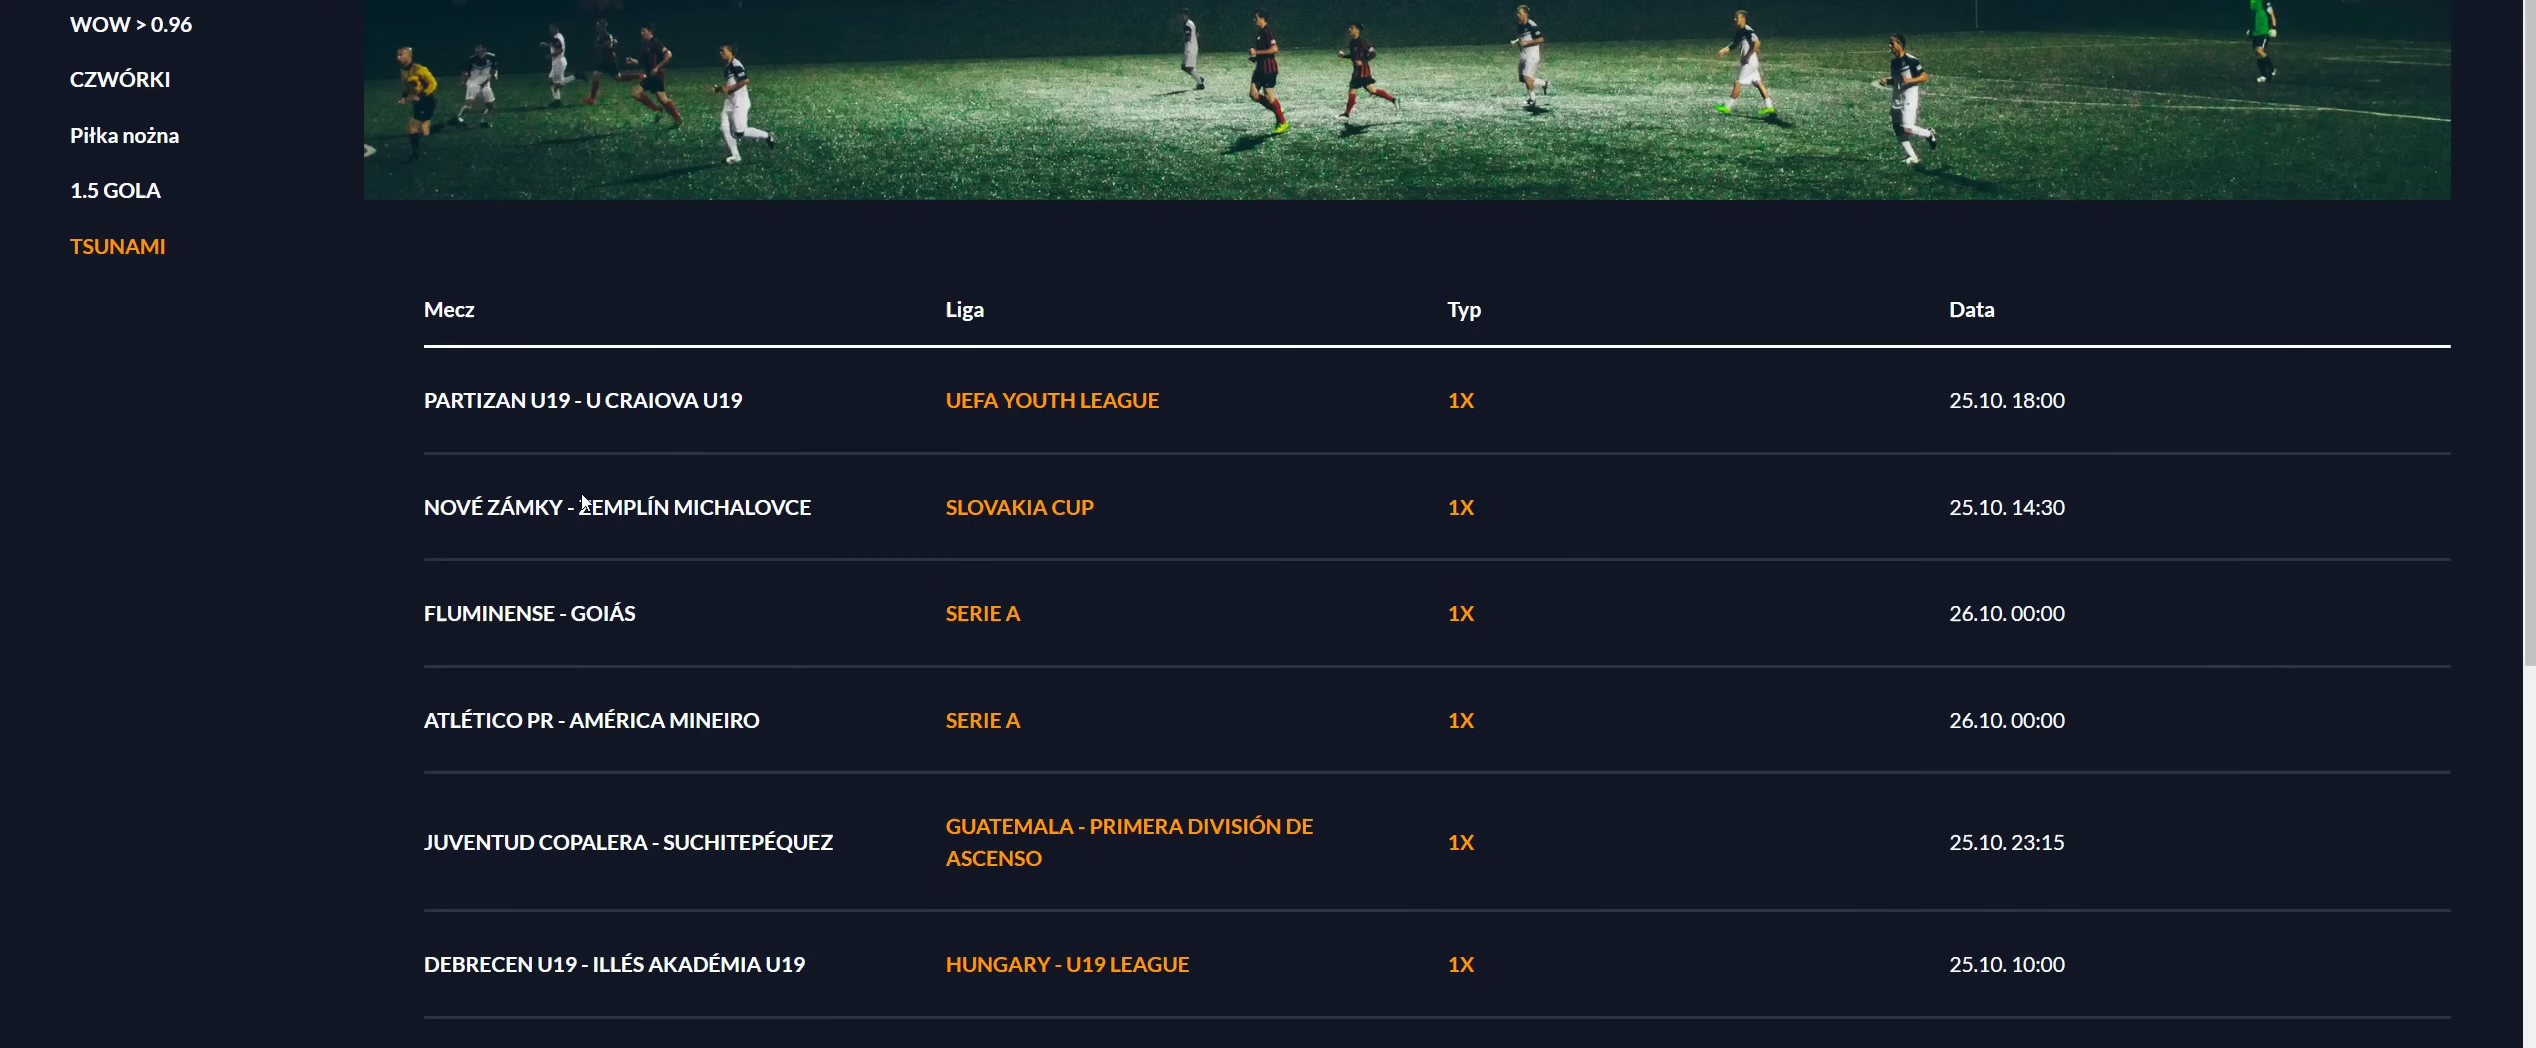 WOW > 0.96
CZWÓRKI
Piłka nożna
1.5 GOLA
TSUNAMI
Mecz Liga Typ Data
PARTIZAN U19 - U CRAIOVA U19 UEFA YOUTH LEAGUE 1X 25.10. 18:00
NOVÉ ZÁMKY - ZEMPLÍN MICHALOVCE SLOVAKIA CUP 1X 25.10. 14:30
FLUMINENSE - GOIÁS SERIE A 1X 26.10. 00:00
ATLÉTICO PR - AMÉRICA MINEIRO SERIE A 1X 26.10. 00:00
JUVENTUD COPALERA - SUCHITEPÉQUEZ GUATEMALA - PRIMERA DIVISIÓN DE
ASCENSO 1X 25.10. 23:15
DEBRECEN U19 - ILLÉS AKADÉMIA U19 HUNGARY - U19 LEAGUE 1X 25.10. 10:00